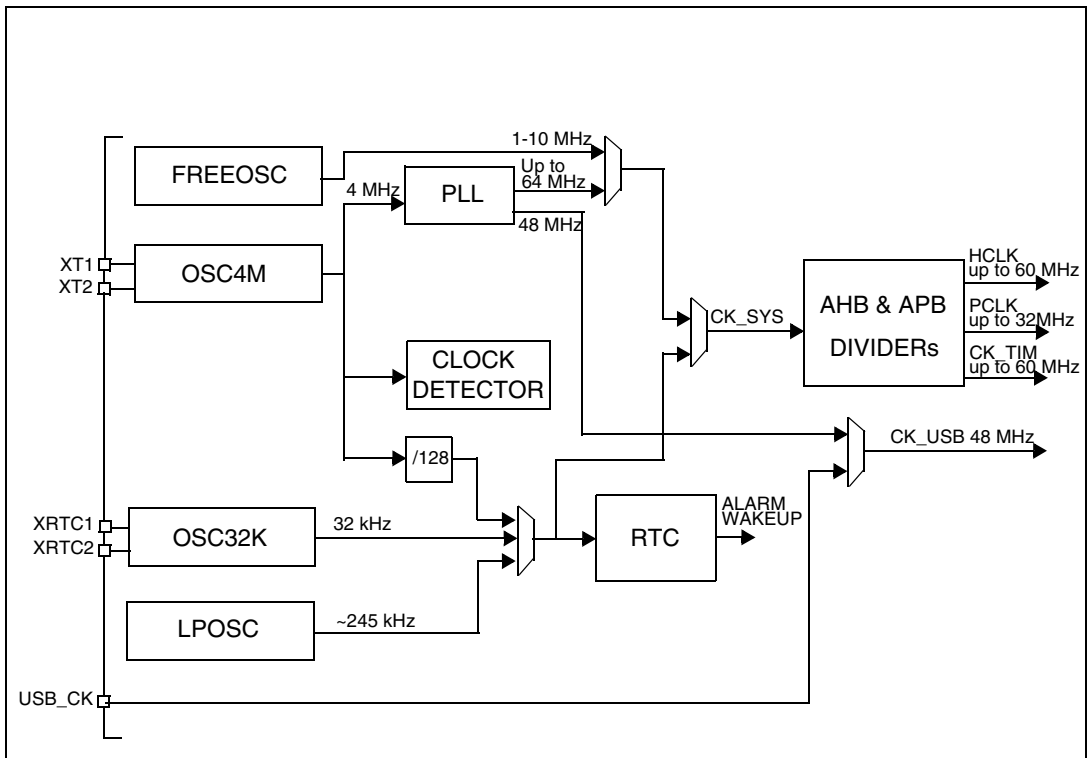 1-10 MHz
FREEOSC
Up to
64 MHz
4 MHz
PLL
48 MHz
XT1
XT2
OSC4M
HCLK
up to 60 MHz
AHB & APB
DIVIDERs
PCLK
up to 32MHz
CK_TIM
up to 60 MHz
CK_SYS
CLOCK
DETECTOR
CK_USB 48 MHz
/128
XRTC1
XRTC2
OSC32K
32 kHz
RTC
ALARM
WAKEUP
LPOSC
~245 kHz
USB_CK